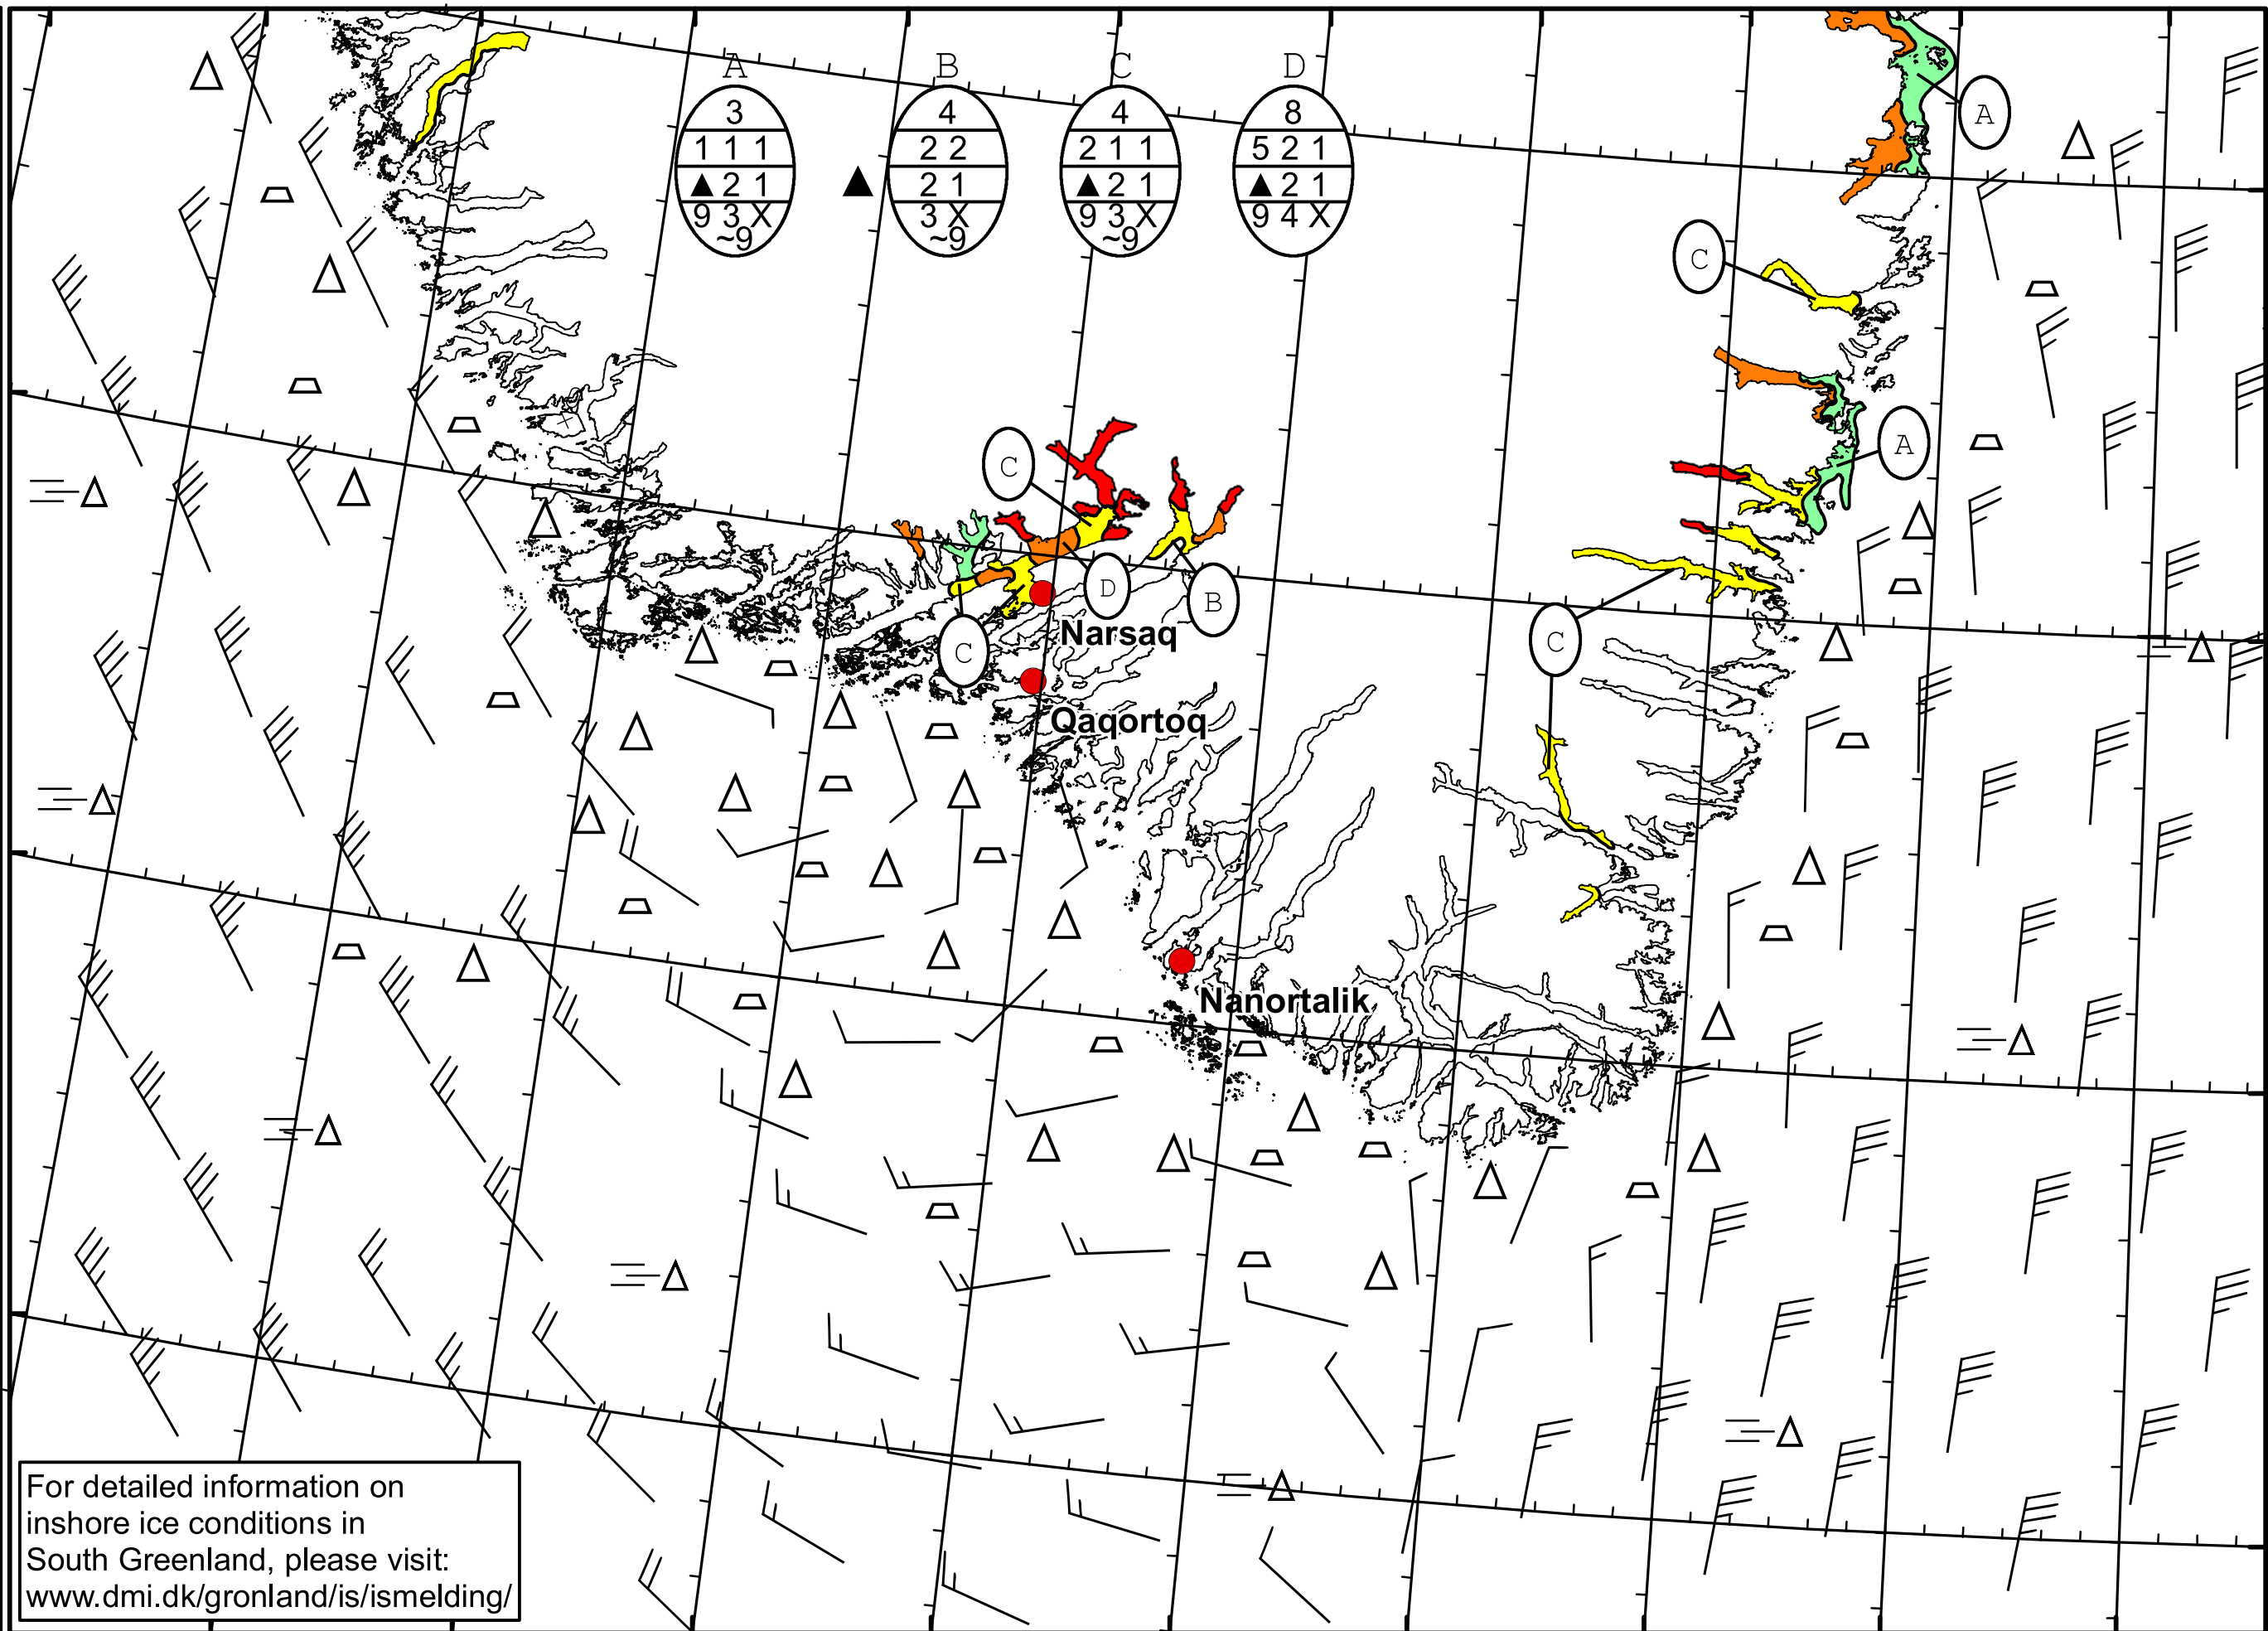 A B C D
3 4 4 8
1 1 1 2 2 2 1 1 5 2 1
▲ 2 1 ▲ 2 1 ▲ 2 1 ▲ 2 1
9 3 X 3 X 9 3 X 9 4 X
~9 ~9 ~9
A
C
A
C
D
B
C
C
Narsaq
Qaqortoq
Nanortalik
For detailed information on
inshore ice conditions in
South Greenland, please visit:
www.dmi.dk/gronland/is/ismelding/